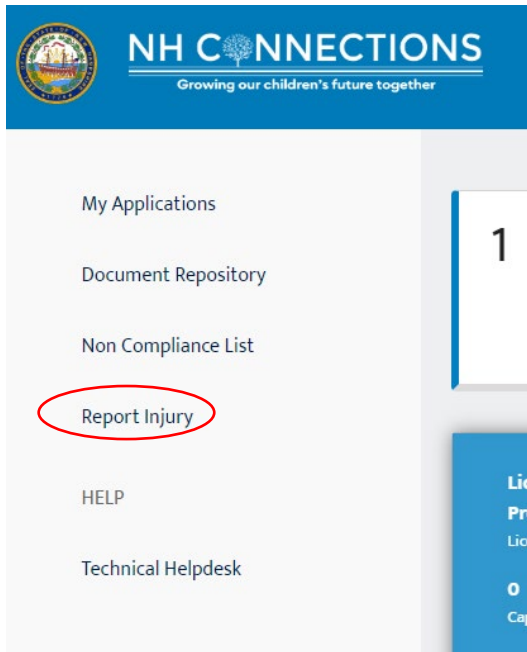 NH CONNECTIONS
Growing our children's future together
My Applications
Document Repository
Non Compliance List
Report Injury
HELP
Technical Helpdesk
1
0